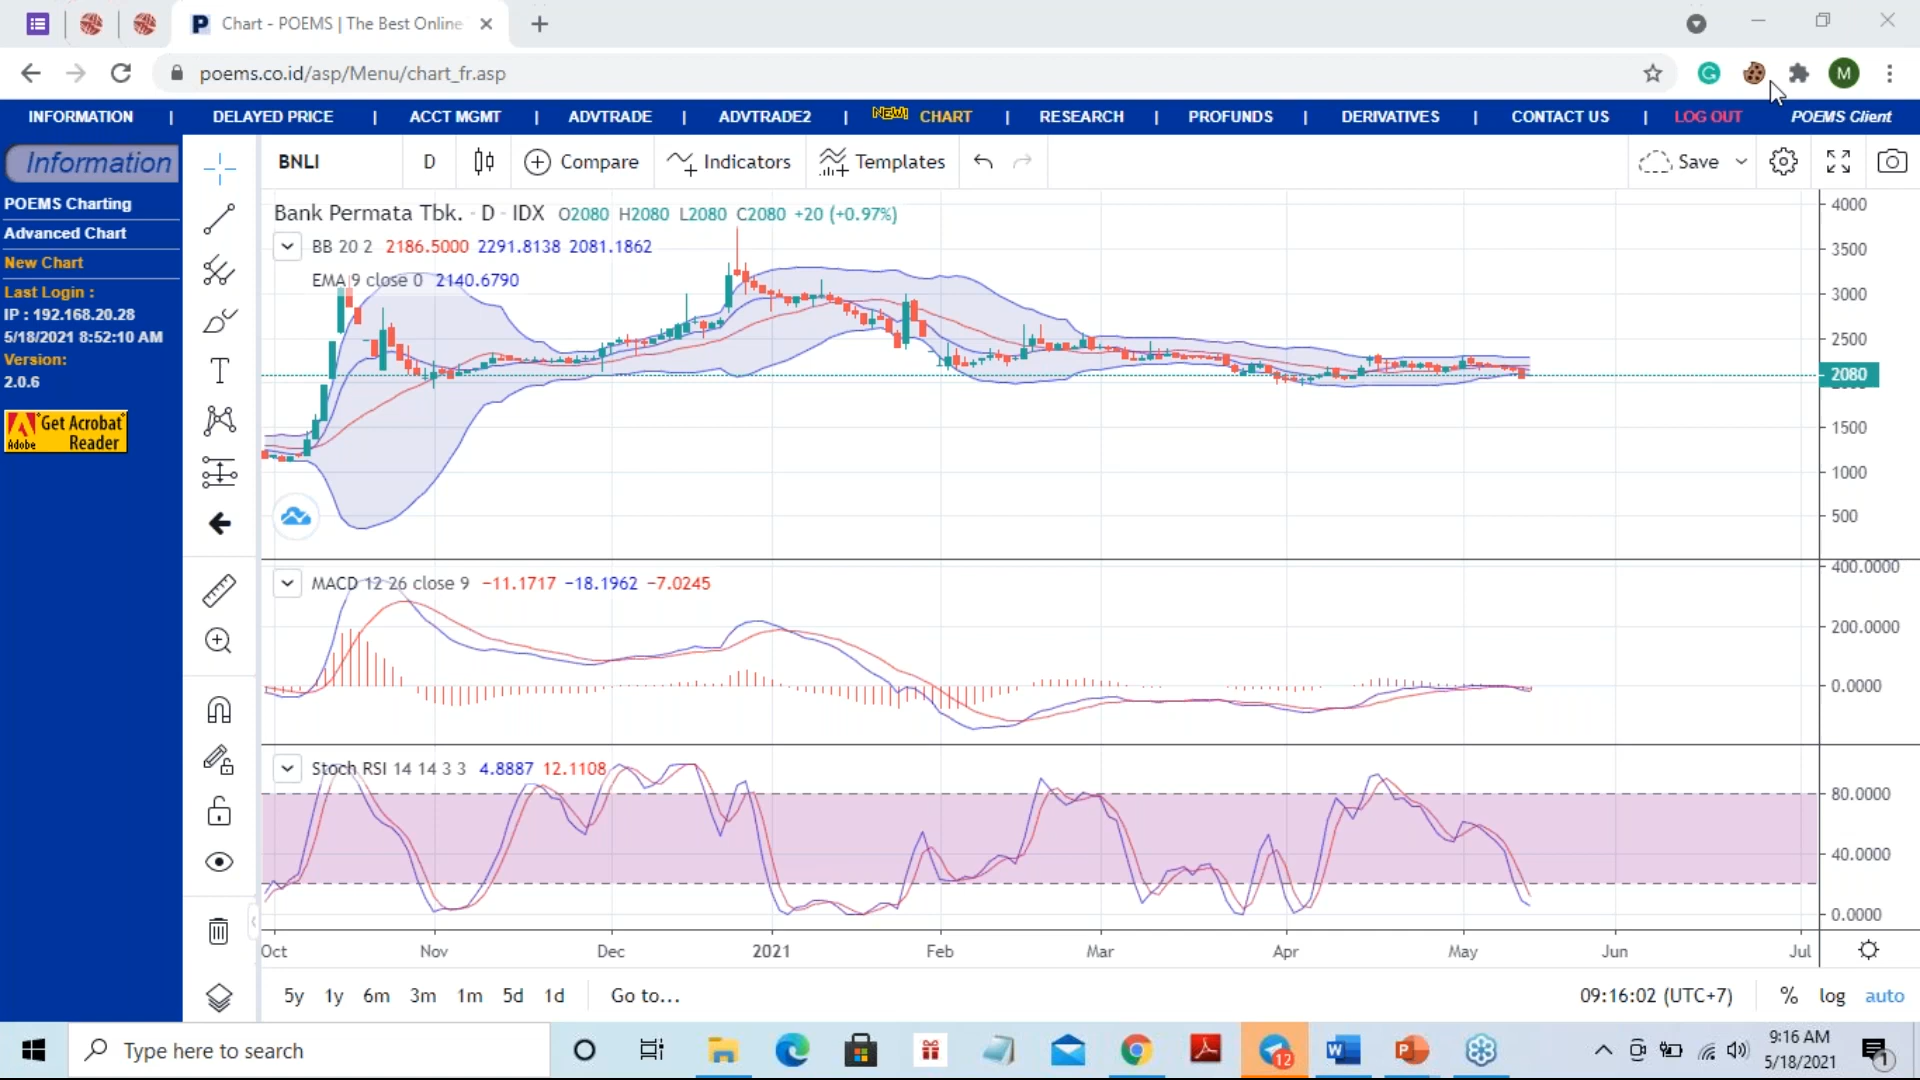 Chart - POEMS | The Best Online
poems.co.id/asp/Menu/chart_fr.asp
M
INFORMATION | DELAYED PRICE | ACCT MGMT | ADVTRADE | ADVTRADE2 | NEW! CHART | RESEARCH | PROFUNDS | DERIVATIVES | CONTACT US | LOG OUT POEMS Client
Information
POEMS Charting
Advanced Chart
New Chart
Last Login :
IP : 192.168.20.28
5/18/2021 8:52:10 AM
Version:
2.0.6
Get Acrobat
Adobe Reader
BNLI D Compare Indicators Templates Save
Bank Permata Tbk. · D · IDX O2080 H2080 L2080 C2080 +20 (+0.97%)
BB 20 2 2186.5000 2291.8138 2081.1862
EMA 9 close 0 2140.6790
4000
3500
3000
2500
2080
1500
1000
500
MACD 12 26 close 9 −11.1717 −18.1962 −7.0245
400.0000
200.0000
0.0000
Stoch RSI 14 14 3 3 4.8887 12.1108
80.0000
40.0000
0.0000
Oct Nov Dec 2021 Feb Mar Apr May Jun Jul
5y 1y 6m 3m 1m 5d 1d Go to... 09:16:02 (UTC+7) % log auto
Type here to search
12
9:16 AM
5/18/2021
1